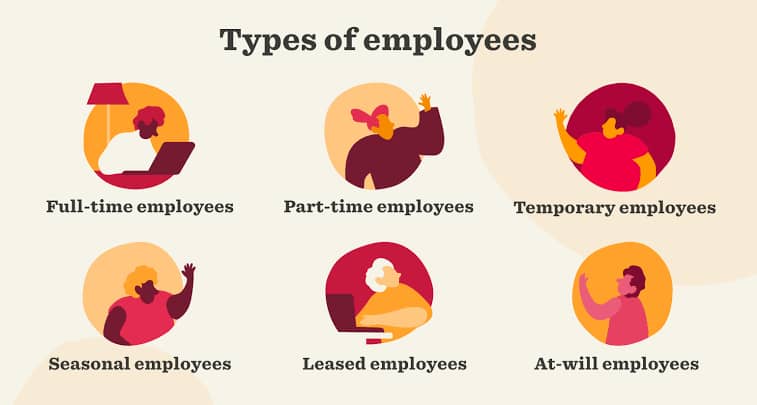 Types of employees
Full-time employees
Part-time employees
Temporary employees
Seasonal employees
Leased employees
At-will employees